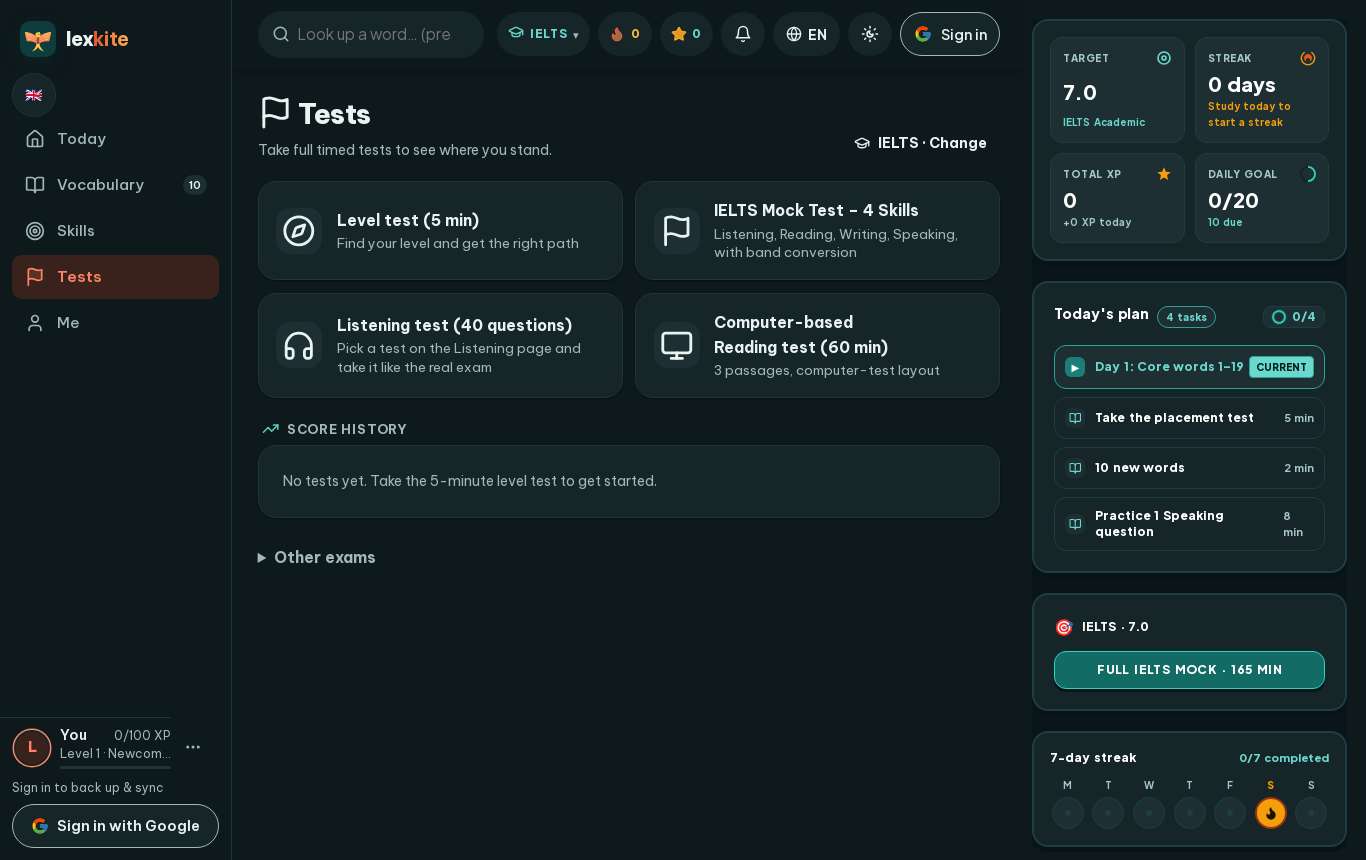 lexkite
Today
Vocabulary 10
Skills
Tests
Me
You 0/100 XP
Level 1 · Newcom...
Sign in to back up & sync
Sign in with Google
Look up a word... (pre
IELTS ▾
0
0
EN
Sign in
Tests
Take full timed tests to see where you stand.
IELTS · Change
Level test (5 min)
Find your level and get the right path
IELTS Mock Test – 4 Skills
Listening, Reading, Writing, Speaking,
with band conversion
Listening test (40 questions)
Pick a test on the Listening page and
take it like the real exam
Computer-based
Reading test (60 min)
3 passages, computer-test layout
SCORE HISTORY
No tests yet. Take the 5-minute level test to get started.
Other exams
TARGET
7.0
IELTS Academic
STREAK
0 days
Study today to
start a streak
TOTAL XP
0
+0 XP today
DAILY GOAL
0/20
10 due
Today's plan 4 tasks 0/4
Day 1: Core words 1–19 CURRENT
Take the placement test 5 min
10 new words 2 min
Practice 1 Speaking
question
8
min
IELTS · 7.0
FULL IELTS MOCK · 165 MIN
7-day streak 0/7 completed
M T W T F S S
L